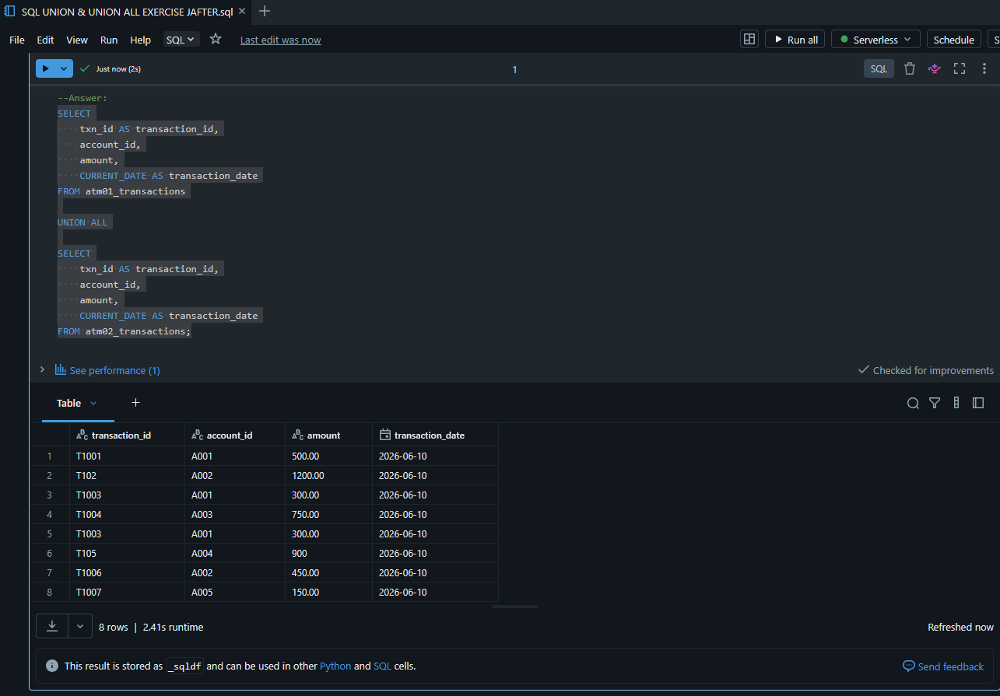 SQL UNION & UNION ALL EXERCISE JAFTER.sql
File Edit View Run Help SQL Last edit was now Run all Serverless Schedule S
Just now (2s) 1 SQL
--Answer:
SELECT
txn_id AS transaction_id,
account_id,
amount,
CURRENT_DATE AS transaction_date
FROM atm01_transactions
UNION ALL
SELECT
txn_id AS transaction_id,
account_id,
amount,
CURRENT_DATE AS transaction_date
FROM atm02_transactions;
See performance (1) Checked for improvements
Table
transaction_id account_id amount transaction_date
1 T1001 A001 500.00 2026-06-10
2 T102 A002 1200.00 2026-06-10
3 T1003 A001 300.00 2026-06-10
4 T1004 A003 750.00 2026-06-10
5 T1003 A001 300.00 2026-06-10
6 T105 A004 900 2026-06-10
7 T1006 A002 450.00 2026-06-10
8 T1007 A005 150.00 2026-06-10
8 rows | 2.41s runtime Refreshed now
This result is stored as _sqldf and can be used in other Python and SQL cells. Send feedback